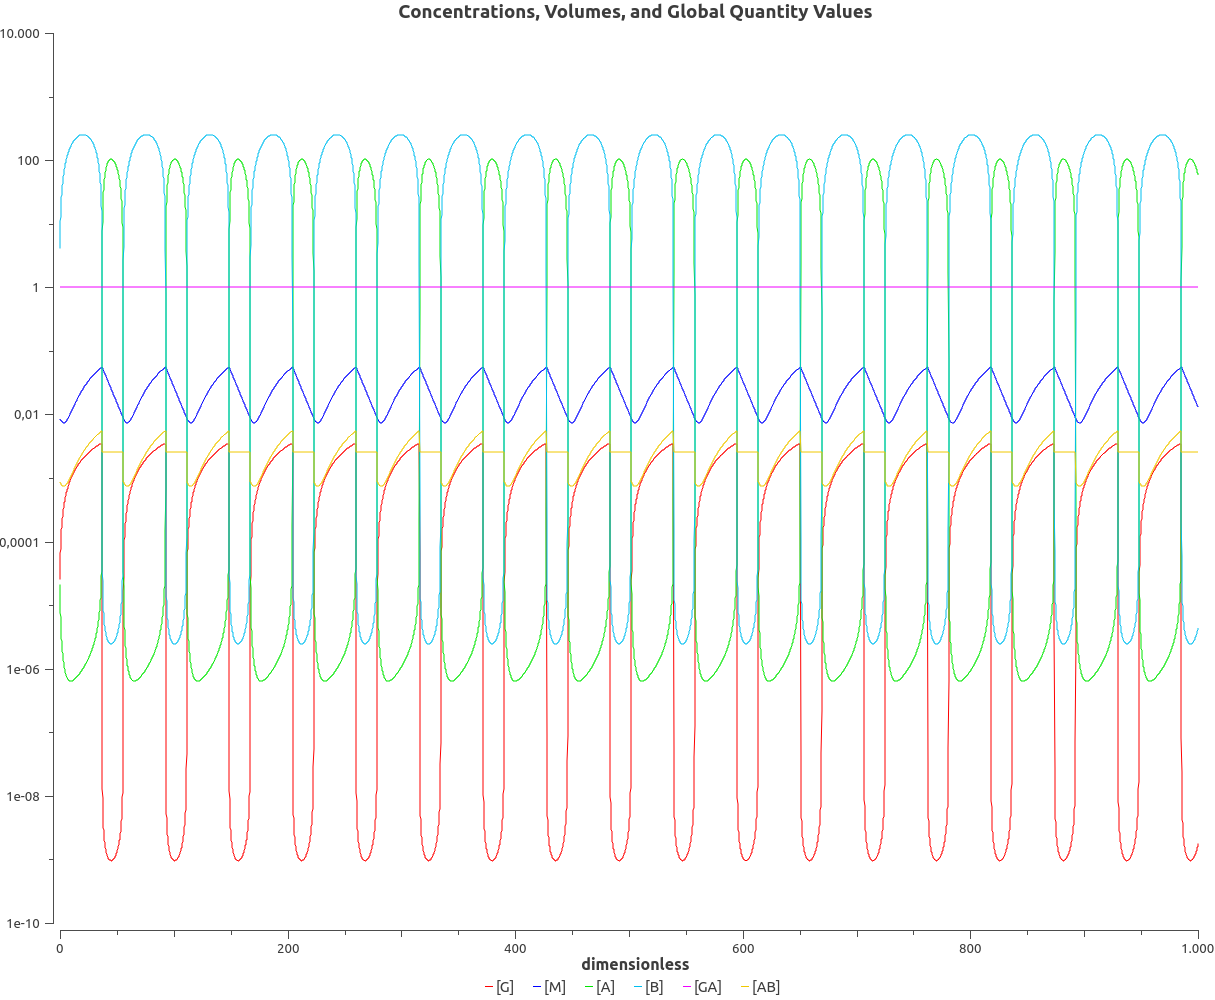 Concentrations, Volumes, and Global Quantity Values
10.000
100
1
0,01
0,0001
1e-06
1e-08
1e-10
0 200 400 600 800 1.000
dimensionless
[G] [M] [A] [B] [GA] [AB]